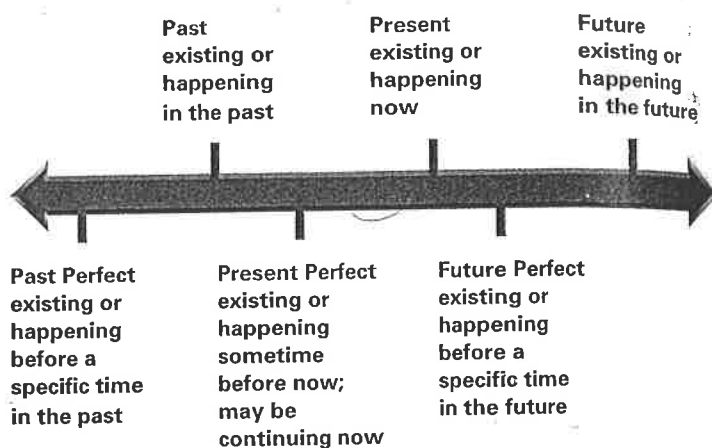 Past
existing or
happening
in the past
Present
existing or
happening
now
Future
existing or
happening
in the future
Past Perfect
existing or
happening
before a
specific time
in the past
Present Perfect
existing or
happening
sometime
before now;
may be
continuing now
Future Perfect
existing or
happening
before a
specific time
in the future